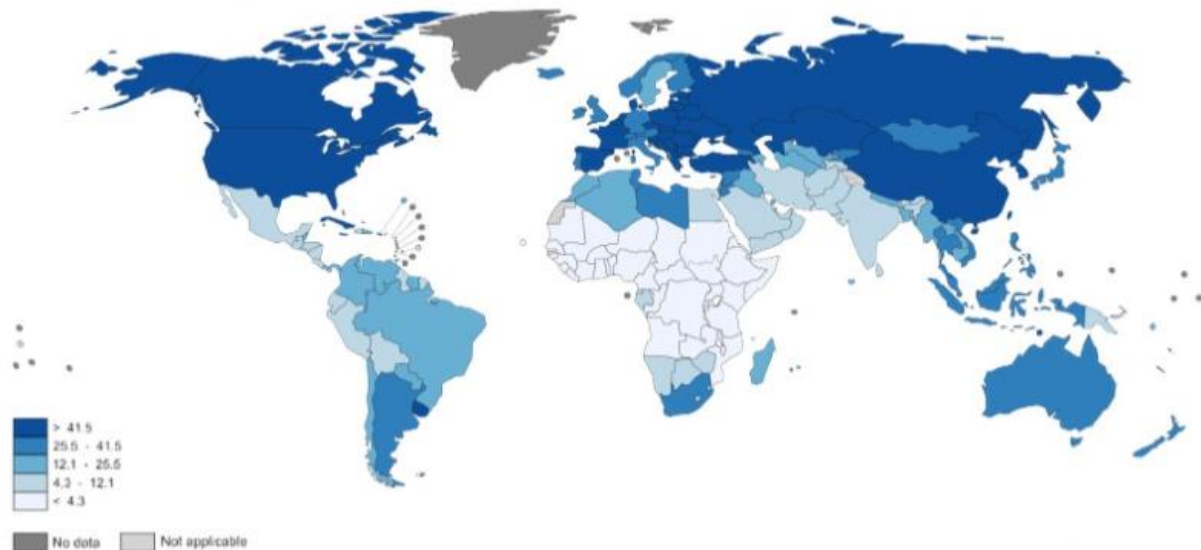 > 41.5
25.5 - 41.5
12.1 - 25.5
4.3 - 12.1
< 4.3
No data
Not applicable